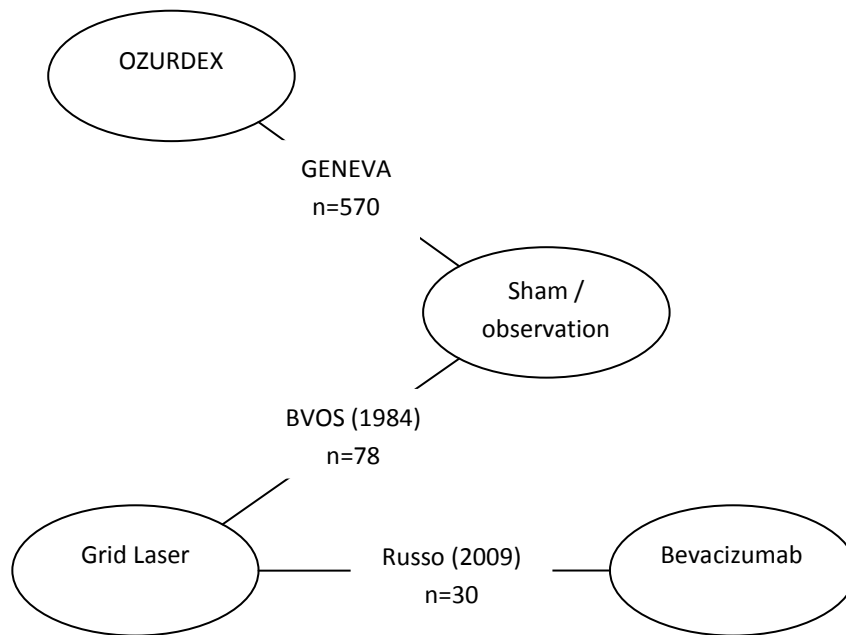 OZURDEX
GENEVA
n=570
Sham /
observation
BVOS (1984)
n=78
Grid Laser
Russo (2009)
n=30
Bevacizumab